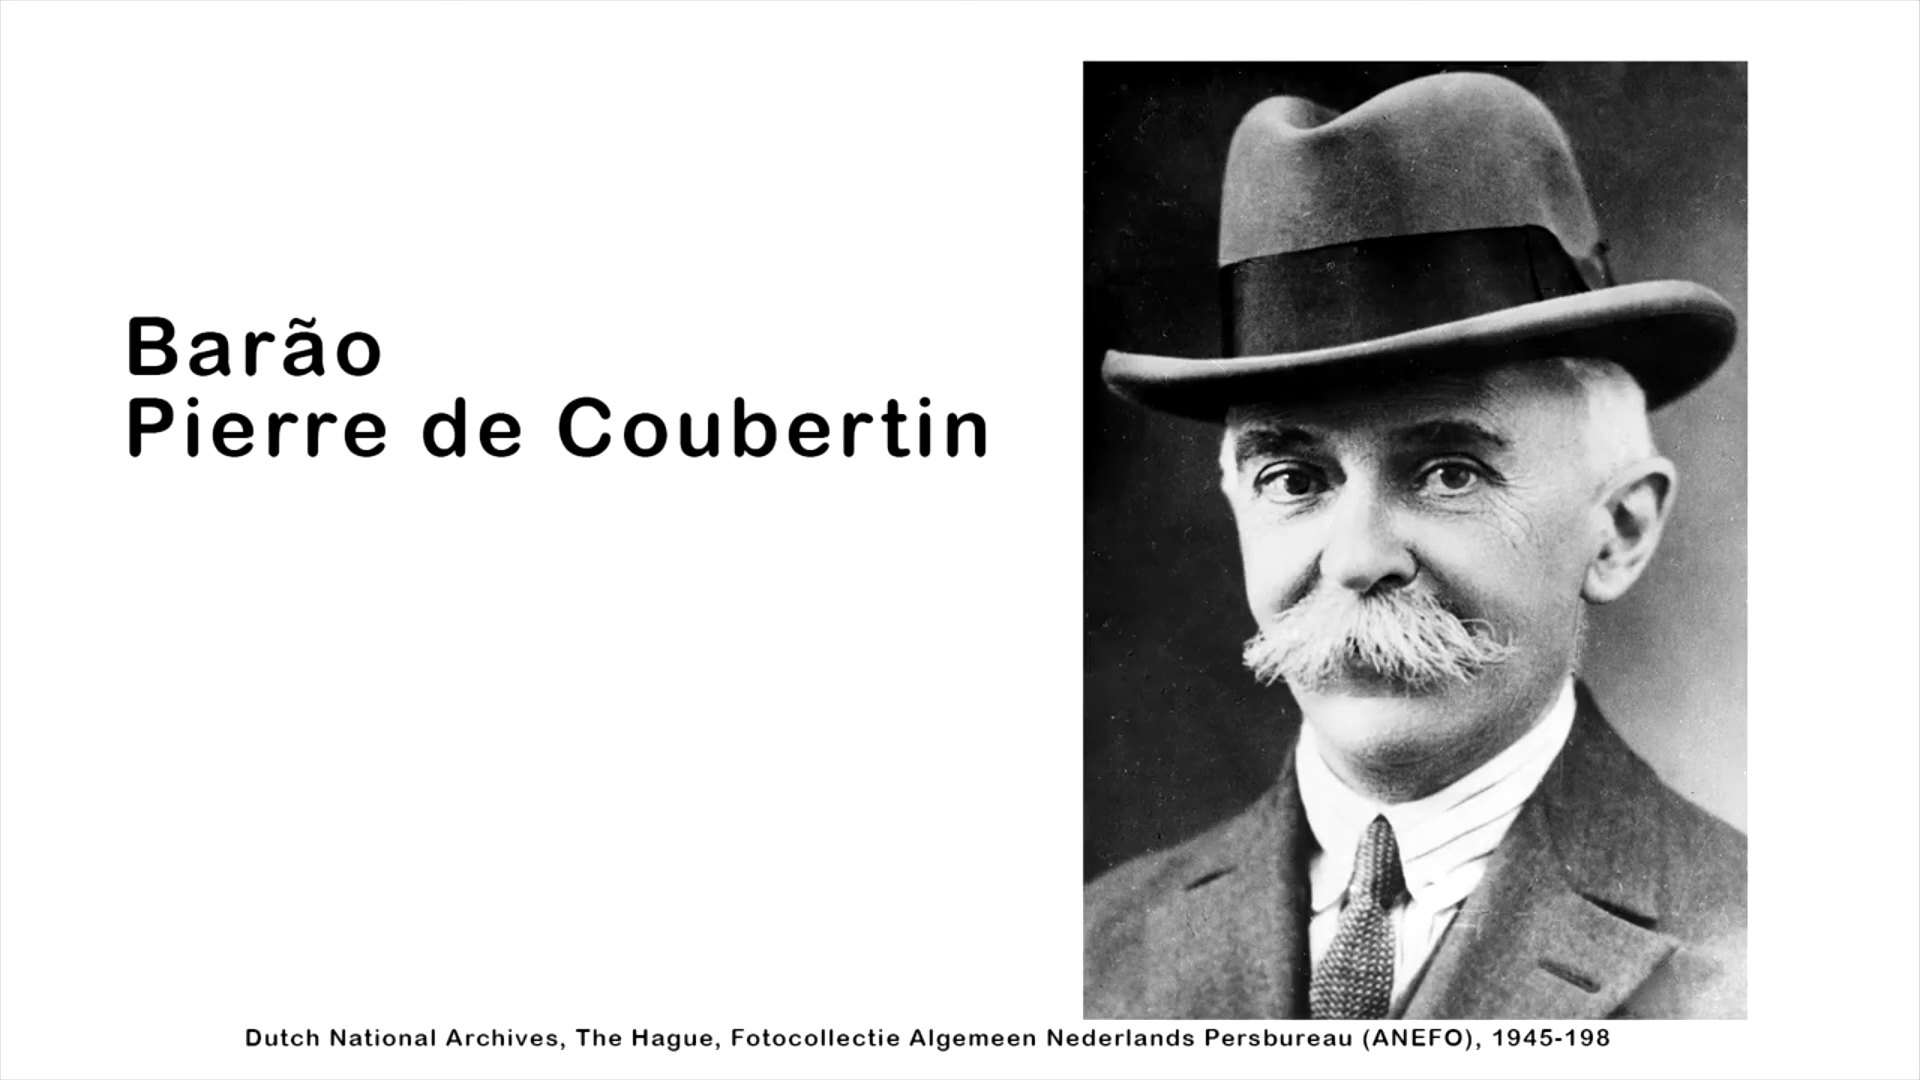 Barão
Pierre de Coubertin
Dutch National Archives, The Hague, Fotocollectie Algemeen Nederlands Persbureau (ANEFO), 1945-198